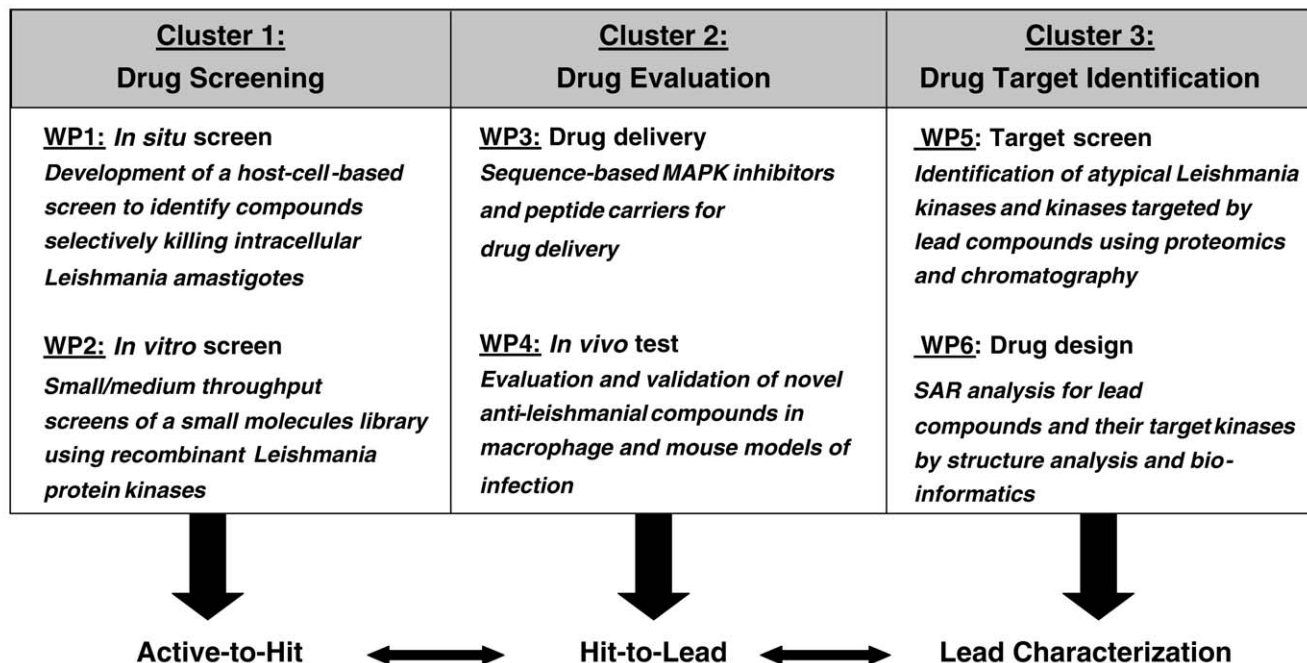 Cluster 1:
Drug Screening
WP1: In situ screen
Development of a host-cell-based
screen to identify compounds
selectively killing intracellular
Leishmania amastigotes
WP2: In vitro screen
Small/medium throughput
screens of a small molecules library
using recombinant Leishmania
protein kinases
Cluster 2:
Drug Evaluation
WP3: Drug delivery
Sequence-based MAPK inhibitors
and peptide carriers for
drug delivery
WP4: In vivo test
Evaluation and validation of novel
anti-leishmanial compounds in
macrophage and mouse models of
infection
Cluster 3:
Drug Target Identification
WP5: Target screen
Identification of atypical Leishmania
kinases and kinases targeted by
lead compounds using proteomics
and chromatography
WP6: Drug design
SAR analysis for lead
compounds and their target kinases
by structure analysis and bio-
informatics
Active-to-Hit
Hit-to-Lead
Lead Characterization